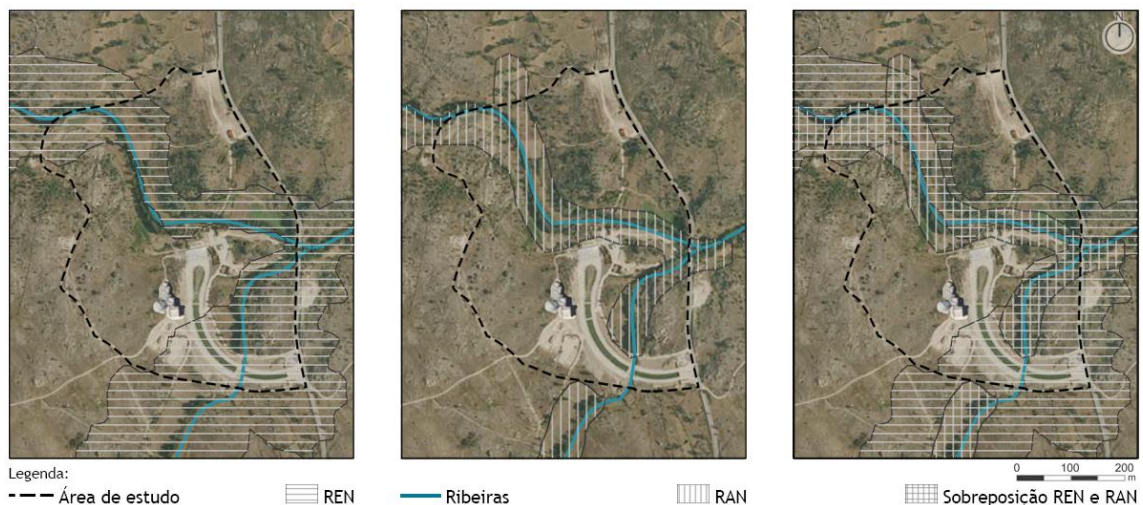 N
0 100 200
m
Legenda:
Área de estudo REN Ribeiras RAN Sobreposição REN e RAN